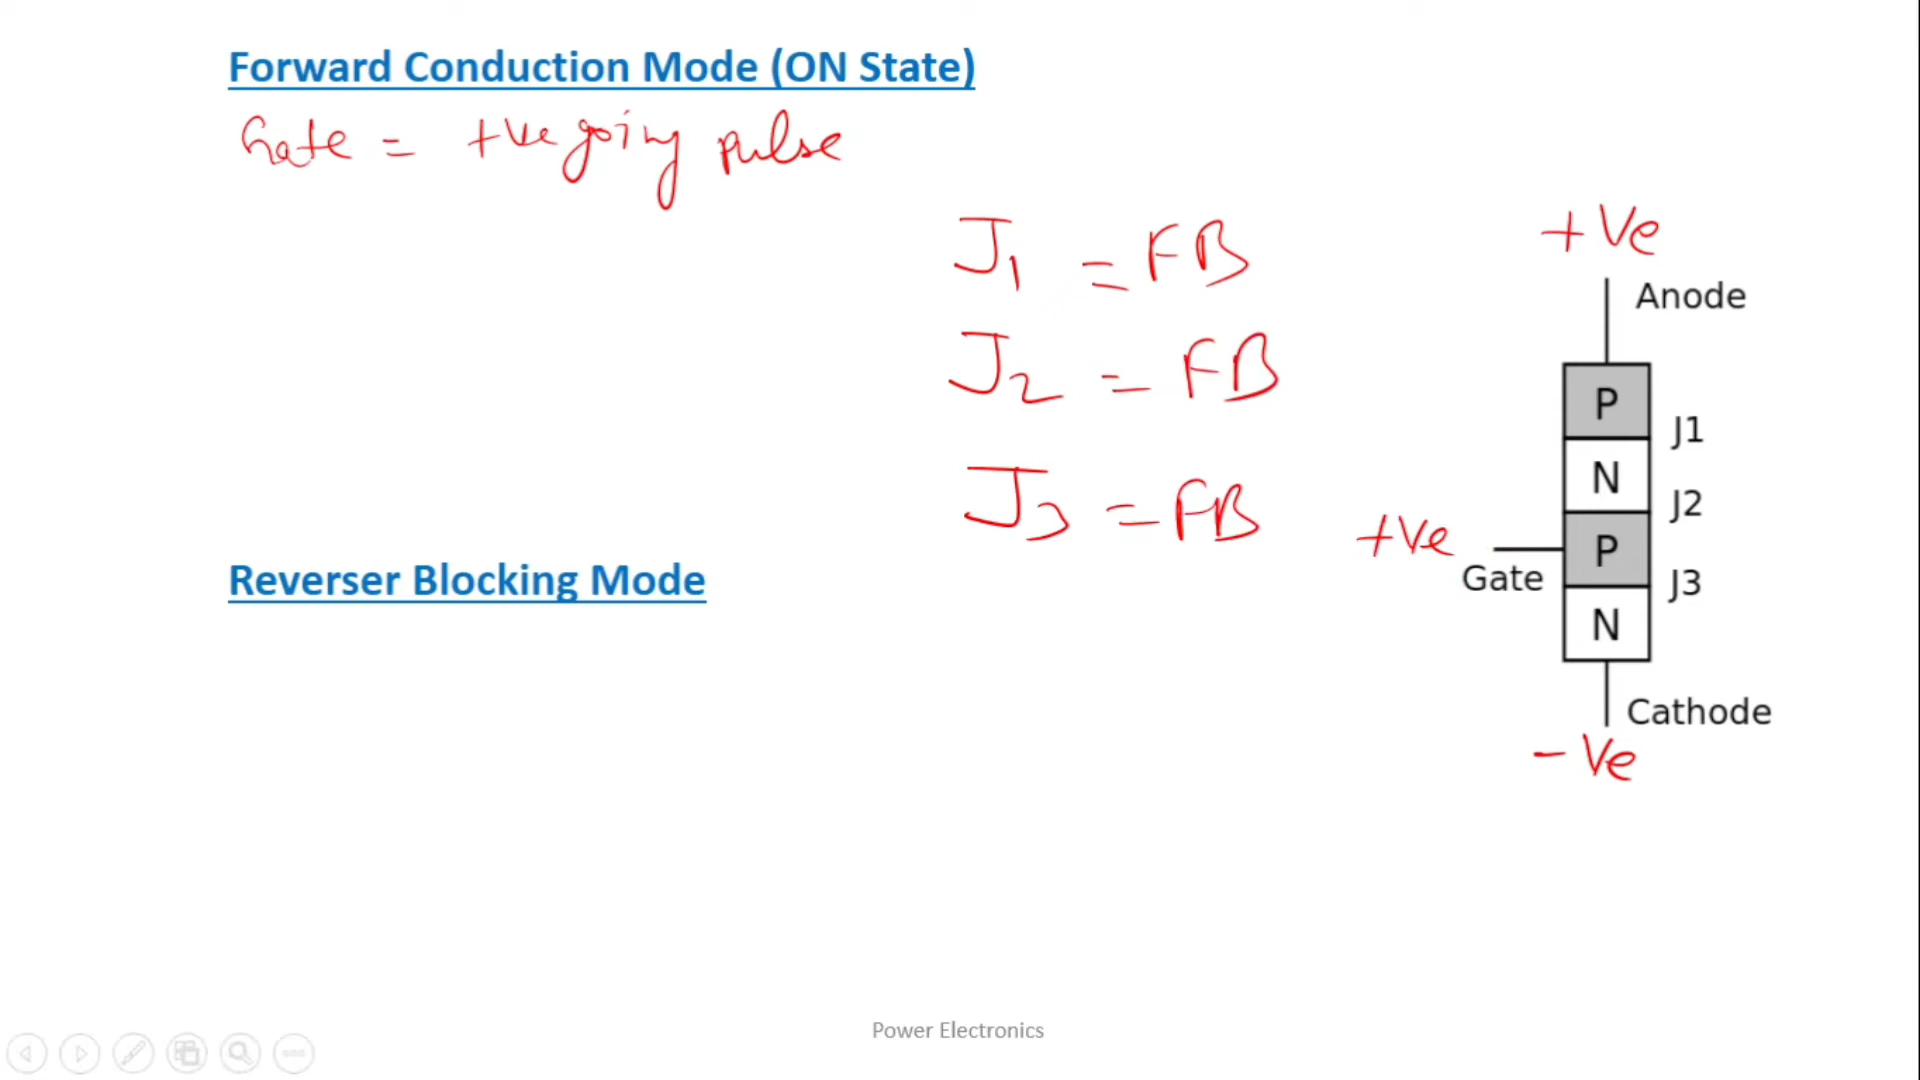 Forward Conduction Mode (ON State)
Gate = +ve going pulse
J1 = FB
J2 = FB
J3 = FB
Reverser Blocking Mode
+Ve
Anode
P
J1
N
J2
+Ve
P
Gate
J3
N
Cathode
- Ve
Power Electronics